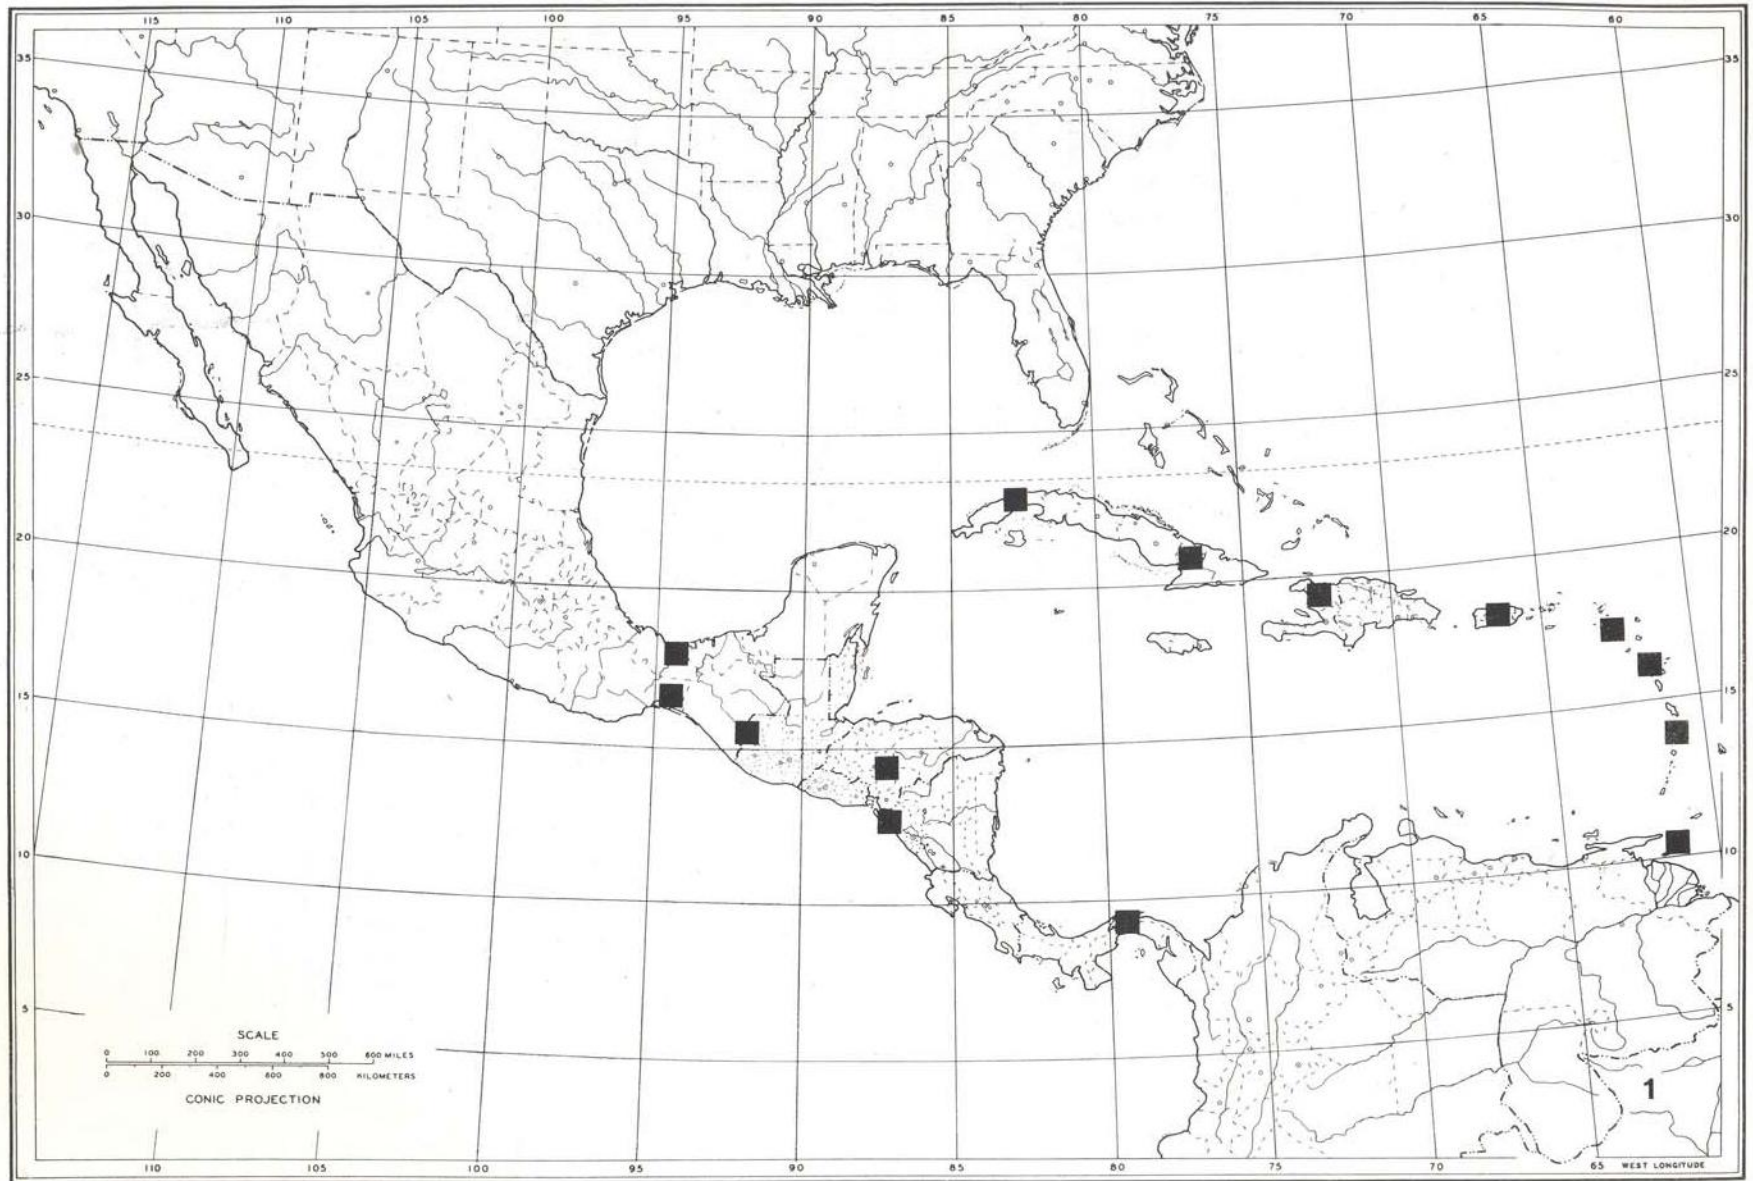 115 110 115 100 95 90 85 80 75 70 65 60
35 35
30 30
25 25
20 20
15 15
10 10
5 5
SCALE
0 100 200 300 400 500 600 MILES
0 200 400 600 800 KILOMETERS
CONIC PROJECTION
1
110 105 100 95 90 85 80 75 70 65 WEST LONGITUDE